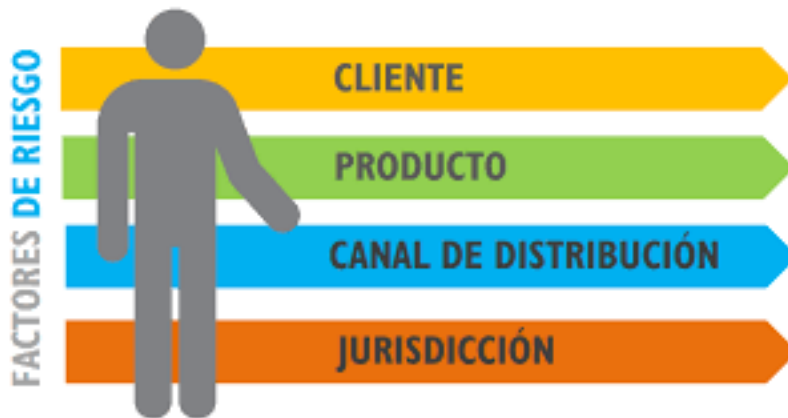 FACTORES DE RIESGO
CLIENTE
PRODUCTO
CANAL DE DISTRIBUCIÓN
JURISDICCIÓN